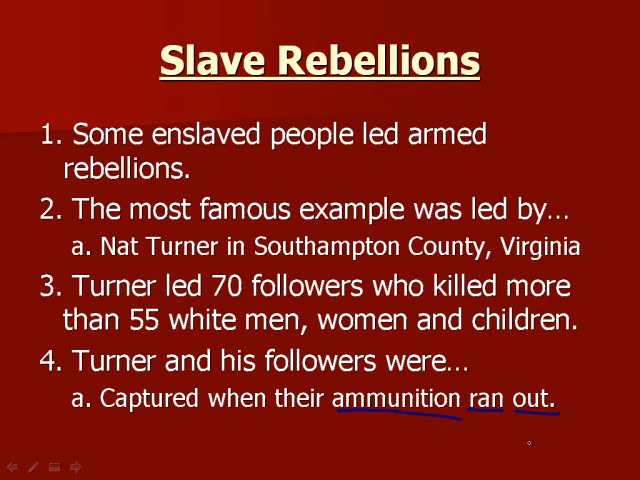 Slave Rebellions
1. Some enslaved people led armed
rebellions.
2. The most famous example was led by…
a. Nat Turner in Southampton County, Virginia
3. Turner led 70 followers who killed more
than 55 white men, women and children.
4. Turner and his followers were…
a. Captured when their ammunition ran out.